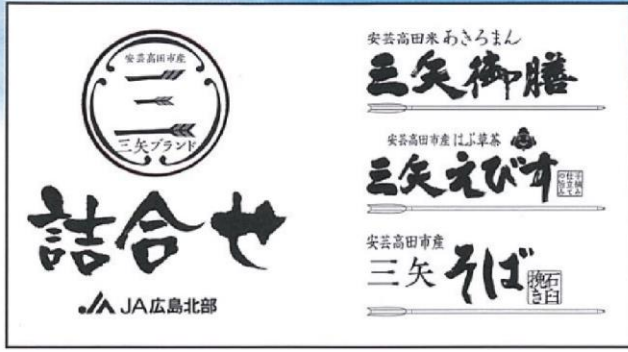 安芸高田市産
三矢ブランド
詰合せ
JA広島北部
安芸高田米 あきろまん
三矢御膳
安芸高田市産 はぶ草茶
三矢えびす
安芸高田市産
三矢そば
石臼
挽き